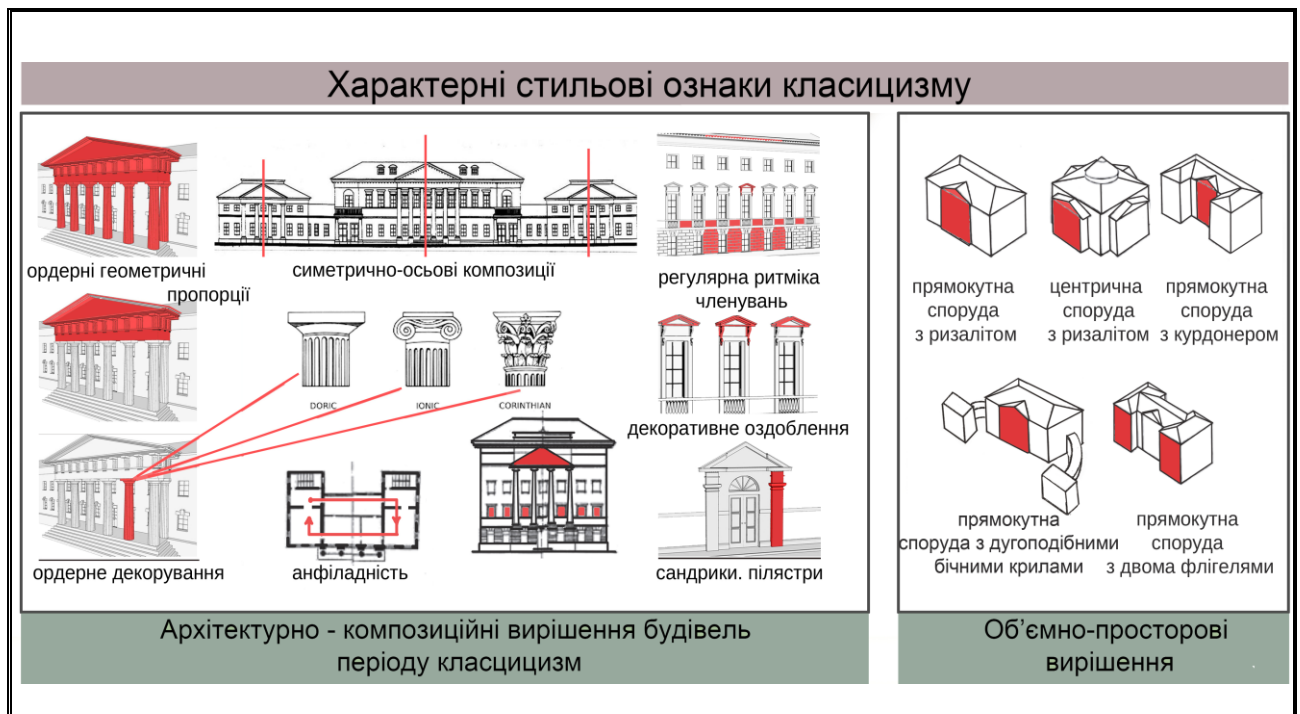 Характерні стильові ознаки класицизму
ордерні геометричні
пропорції
симетрично-осьові композиції
регулярна ритміка
членувань
DORIC
IONIC
CORINTHIAN
декоративне оздоблення
ордерне декорування
анфіладність
сандрики. пілястри
Архітектурно - композиційні вирішення будівель
періоду класцицизм
прямокутна
споруда
з ризалітом
центрична
споруда
з ризалітом
прямокутна
споруда
з курдонером
прямокутна
споруда з дугоподібними
бічними крилами
прямокутна
споруда
з двома флігелями
Об’ємно-просторові
вирішення